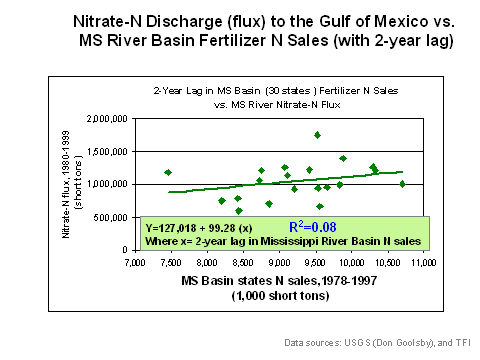 Nitrate-N Discharge (flux) to the Gulf of Mexico vs.
MS River Basin Fertilizer N Sales (with 2-year lag)
2-Year Lag in MS Basin (30 states ) Fertilizer N Sales
vs. MS River Nitrate-N Flux
Nitrate-N flux, 1980-1999
(short tons)
2,000,000
1,500,000
1,000,000
500,000
0
Y=127,018 + 99.28 (x) R2=0.08
Where x= 2-year lag in Mississippi River Basin N sales
7,000 7,500 8,000 8,500 9,000 9,500 10,000 10,500 11,000
MS Basin states N sales,1978-1997
(1,000 short tons)
Data sources: USGS (Don Goolsby), and TFI